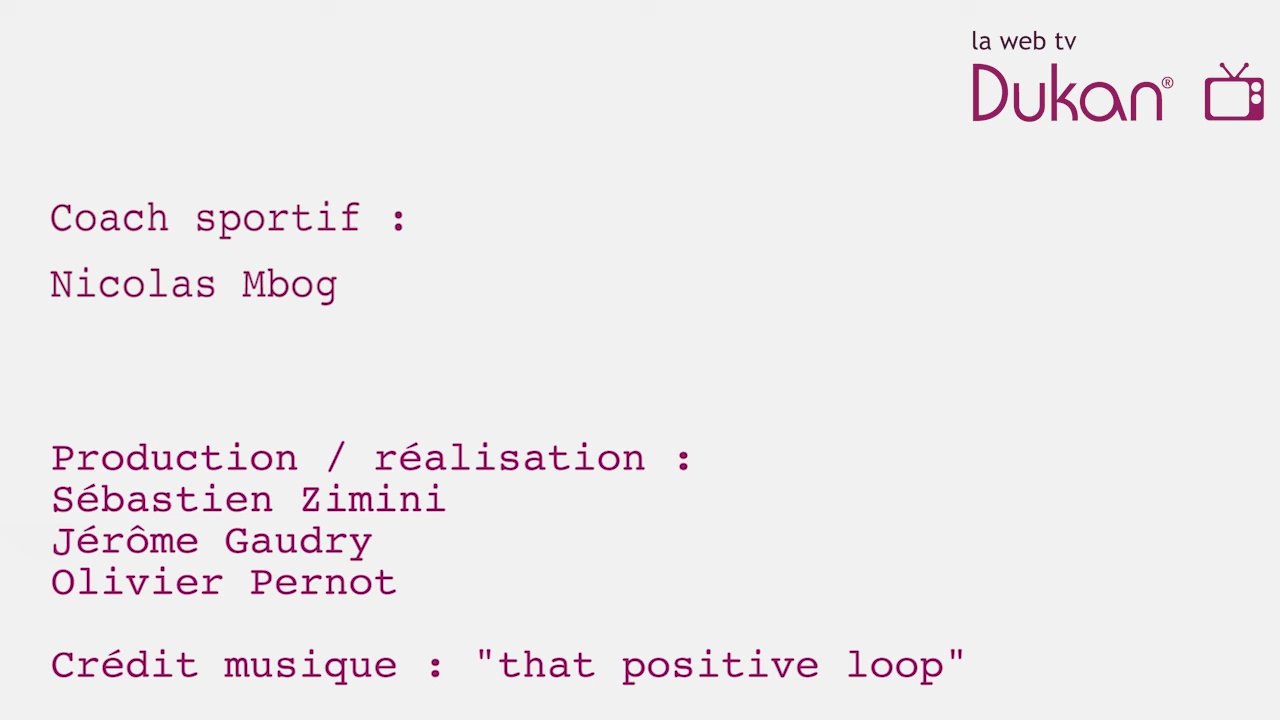 la web tv
Dukan®
Coach sportif :
Nicolas Mbog
Production / réalisation :
Sébastien Zimini
Jérôme Gaudry
Olivier Pernot
Crédit musique : "that positive loop"